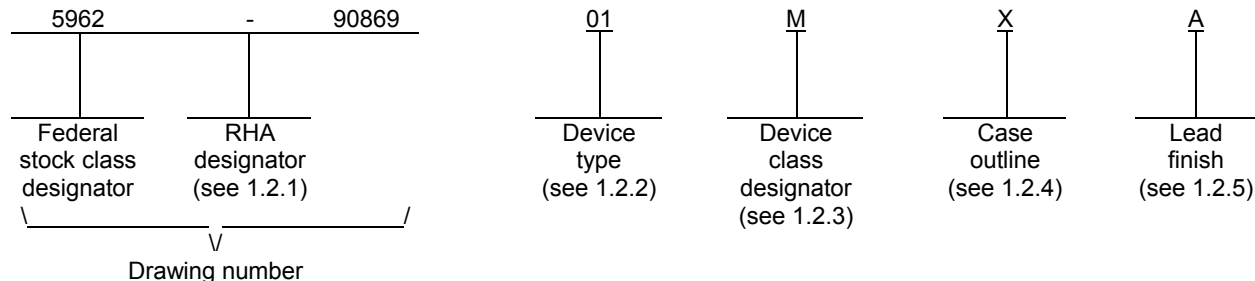 5962 - 90869 01 M X A
Federal stock class designator
RHA designator (see 1.2.1)
Device type (see 1.2.2)
Device class designator (see 1.2.3)
Case outline (see 1.2.4)
Lead finish (see 1.2.5)
\ /
\/
Drawing number